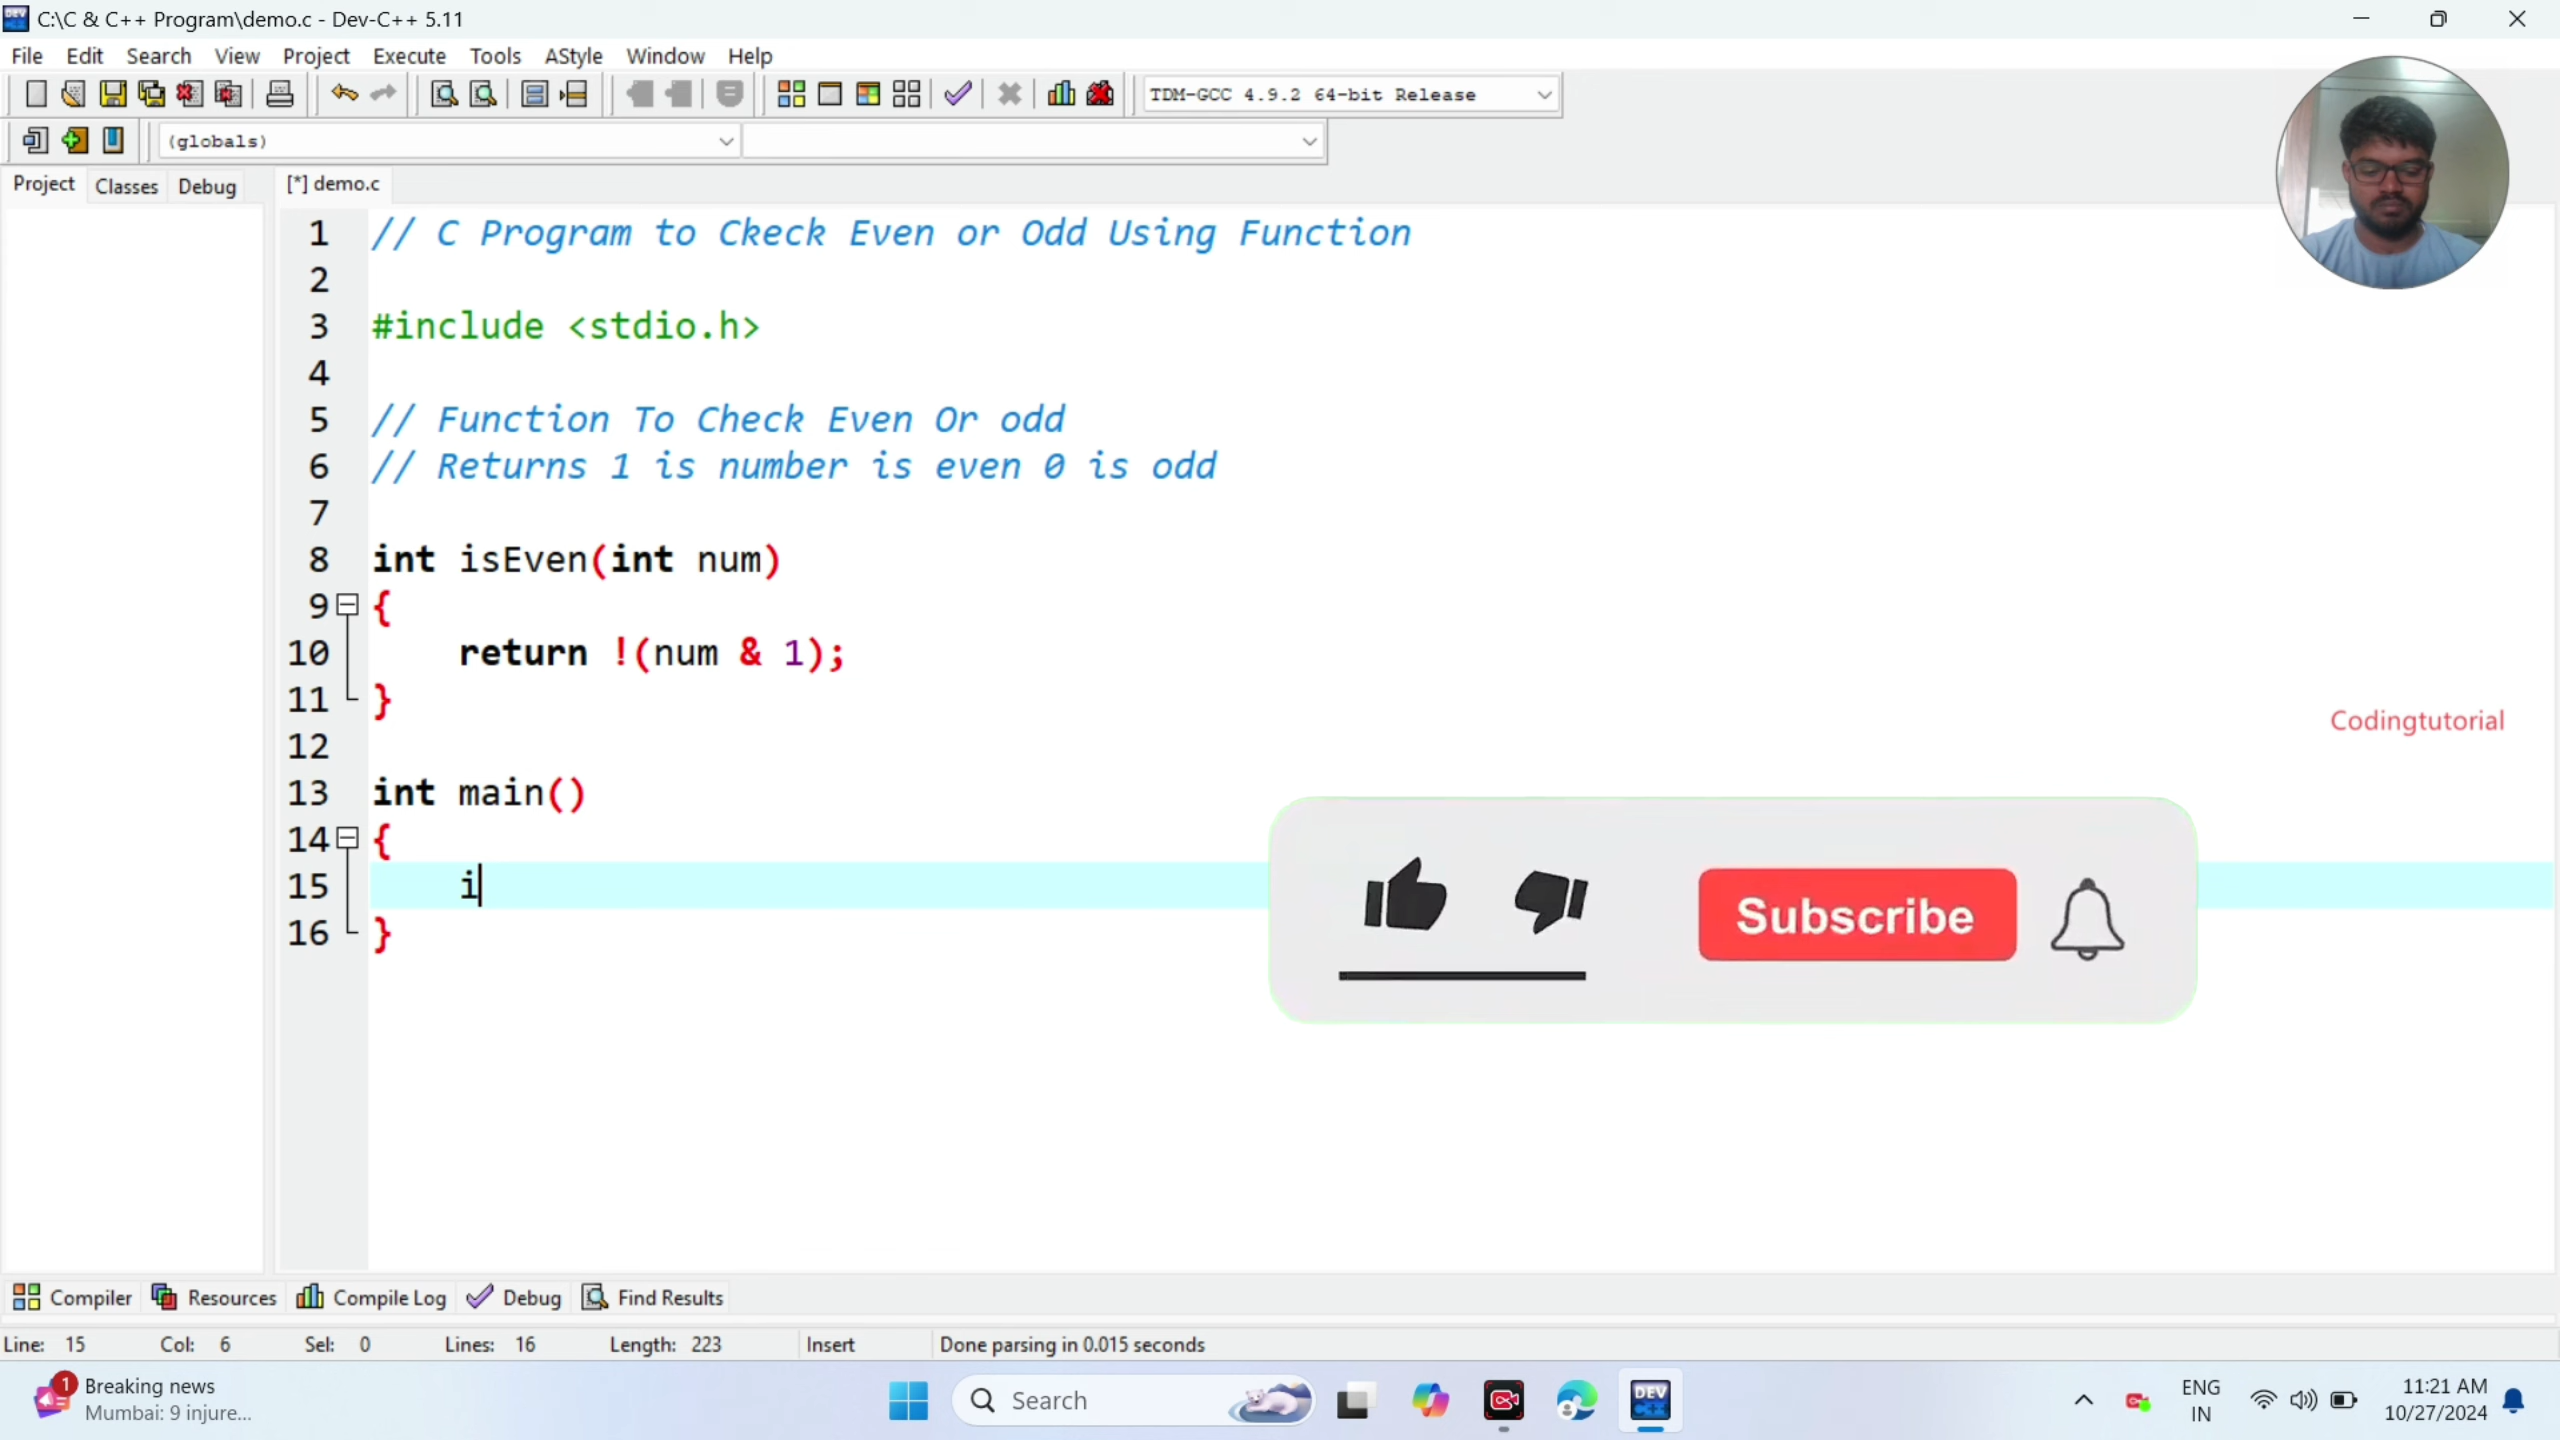 C:\C & C++ Program\demo.c - Dev-C++ 5.11
File Edit Search View Project Execute Tools AStyle Window Help
TDM-GCC 4.9.2 64-bit Release
(globals)
Project Classes Debug [*] demo.c
1 // C Program to Ckeck Even or Odd Using Function
2
3 #include <stdio.h>
4
5 // Function To Check Even Or odd
6 // Returns 1 is number is even 0 is odd
7
8 int isEven(int num)
9 {
10 return !(num & 1);
11 }
12
13 int main()
14 {
15 i
16 }
Codingtutorial
Subscribe
Compiler Resources Compile Log Debug Find Results
Line: 15 Col: 6 Sel: 0 Lines: 16 Length: 223 Insert Done parsing in 0.015 seconds
1 Breaking news
Mumbai: 9 injure...
Search
DEV C++
ENG
IN
11:21 AM
10/27/2024